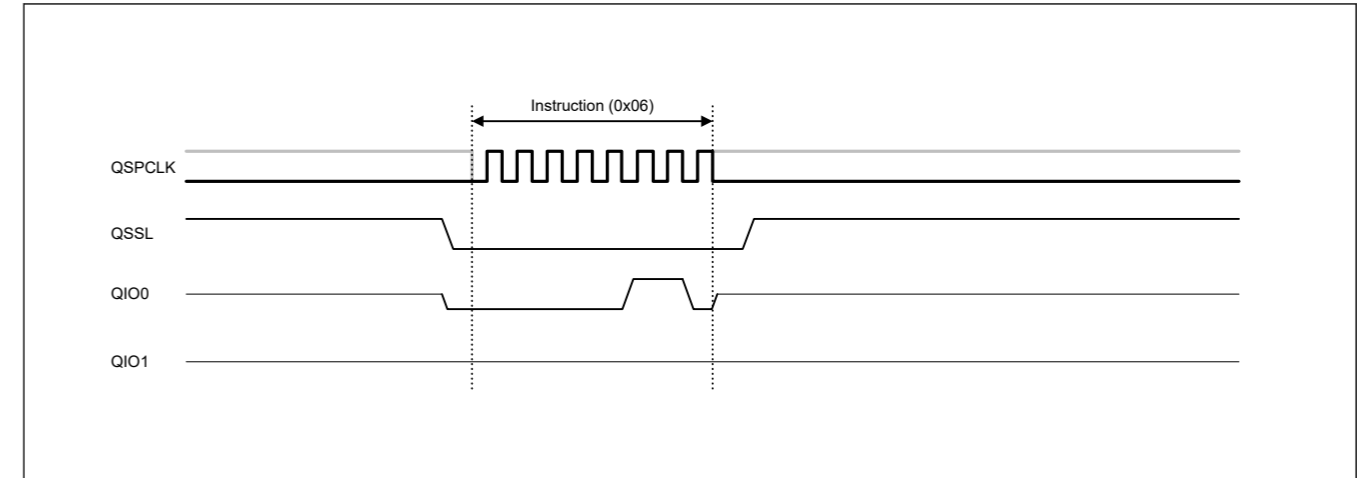 Instruction (0x06)
QSPCLK
QSSL
QIO0
QIO1